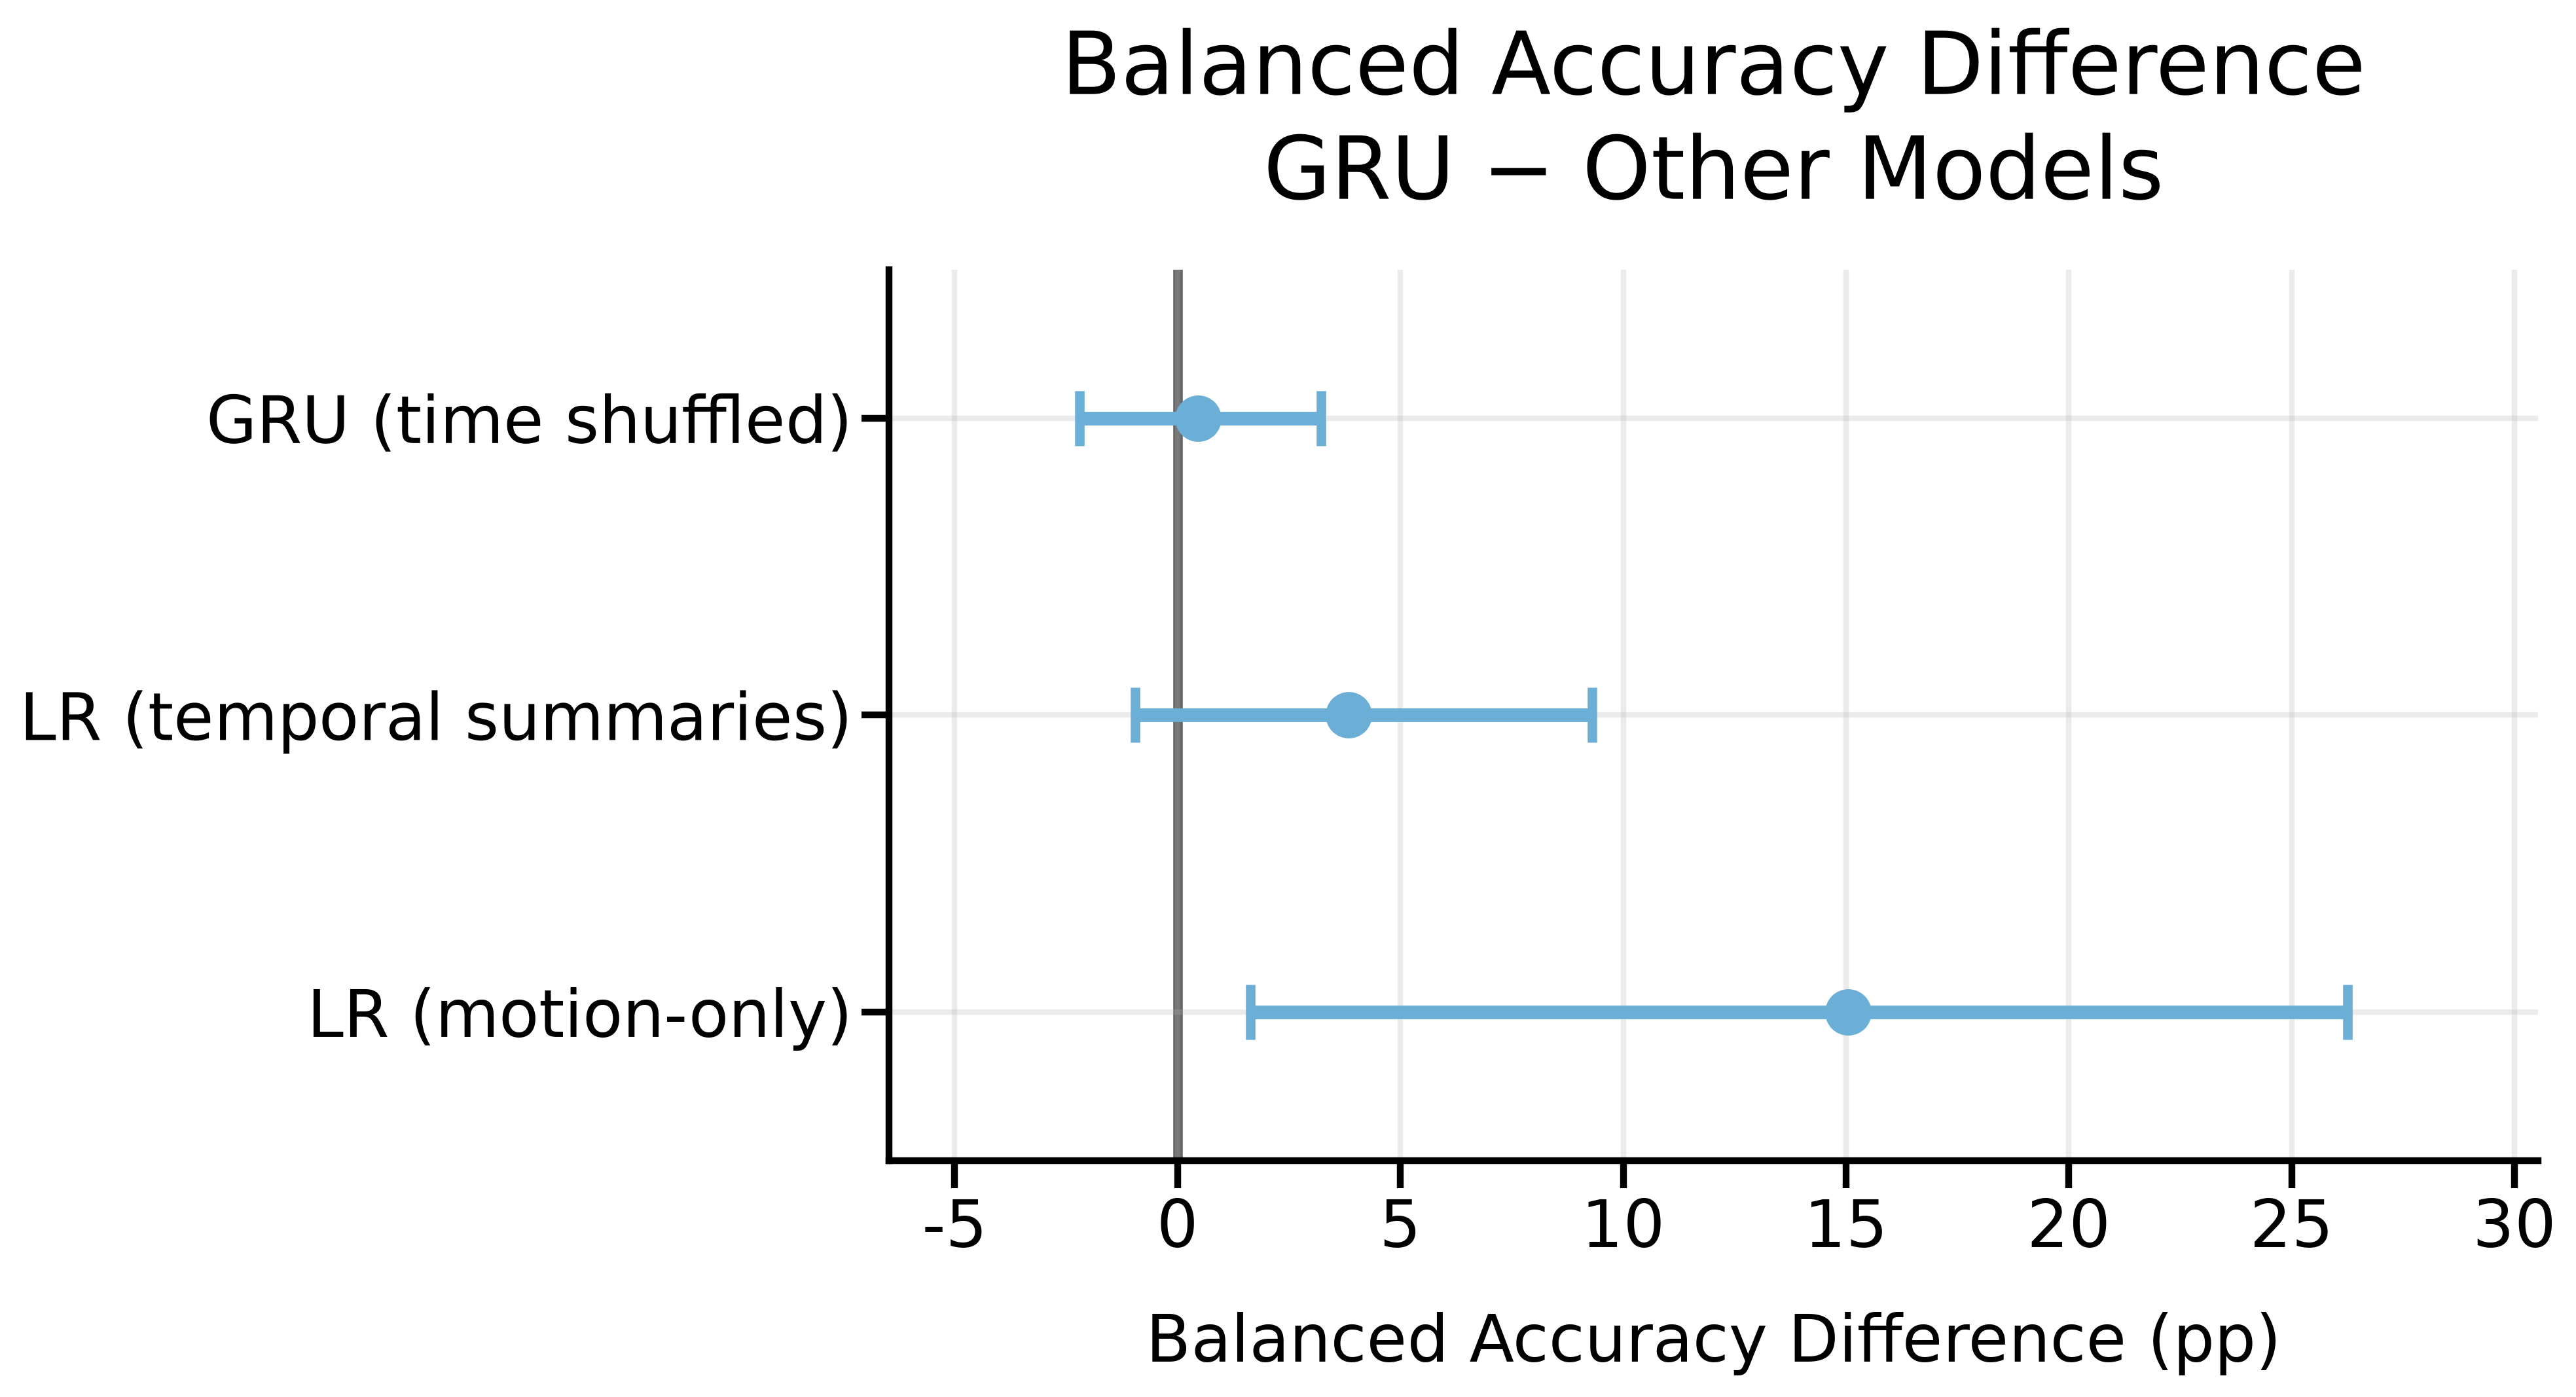 Balanced Accuracy Difference
GRU − Other Models
GRU (time shuffled)
LR (temporal summaries)
LR (motion-only)
-5 0 5 10 15 20 25 30
Balanced Accuracy Difference (pp)